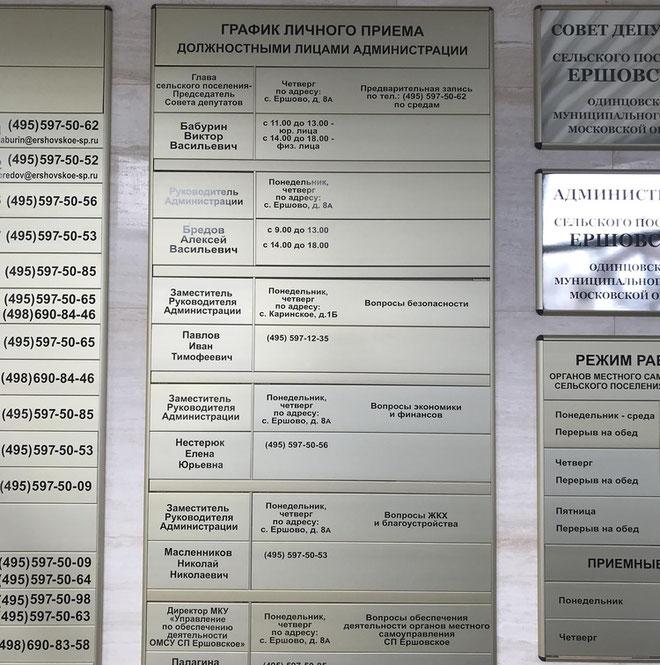 (495)597-50-62
aburin@ershovskoe-sp.ru
(495)597-50-52
redov@ershovskoe-sp.ru
(495)597-50-56
(495)597-50-53
(495)597-50-85
(495)597-50-65
(498)690-84-46
(495)597-50-65
(498)690-84-46
(495)597-50-85
(495)597-50-53
(495)597-50-09
(495)597-50-09
(495)597-50-64
(495)597-50-98
(495)597-50-63
(498)690-83-58
ГРАФИК ЛИЧНОГО ПРИЕМА
ДОЛЖНОСТНЫМИ ЛИЦАМИ АДМИНИСТРАЦИИ
Глава
сельского поселения-
Председатель
Совета депутатов
Четверг
по адресу:
с. Ершово, д. 8А
Предварительная запись
по тел.: (495) 597-50-62
по средам
Бабурин
Виктор
Васильевич
с 11.00 до 13.00 -
юр. лица
с 14.00 до 18.00 -
физ. лица
Руководитель
Администрации
Понедельник,
четверг
по адресу:
с. Ершово, д. 8А
Бредов
Алексей
Васильевич
с 9.00 до 13.00
с 14.00 до 18.00
Заместитель
Руководителя
Администрации
Понедельник,
четверг
по адресу:
с. Каринское, д.1Б
Вопросы безопасности
Павлов
Иван
Тимофеевич
(495) 597-12-35
Заместитель
Руководителя
Администрации
Понедельник,
четверг
по адресу:
с. Ершово, д. 8А
Вопросы экономики
и финансов
Нестерюк
Елена
Юрьевна
(495) 597-50-56
Заместитель
Руководителя
Администрации
Понедельник,
четверг
по адресу:
с. Ершово, д. 8А
Вопросы ЖКХ
и благоустройства
Масленников
Николай
Николаевич
(495) 597-50-53
Директор МКУ
«Управление
по обеспечению
деятельности
ОМСУ СП Ершовское»
Понедельник,
четверг
по адресу:
с. Ершово, д. 8А
Вопросы обеспечения
деятельности органов местного
самоуправления
СП Ершовское
Палагина
СОВЕТ ДЕПУ
СЕЛЬСКОГО ПОСЕ
ЕРШОВС
ОДИНЦОВСК
МУНИЦИПАЛЬНОГО
МОСКОВСКОЙ О
АДМИНИСТ
СЕЛЬСКОГО ПОС
ЕРШОВС
ОДИНЦОВСК
МУНИЦИПАЛЬНОГ
МОСКОВСКОЙ О
РЕЖИМ РАБ
ОРГАНОВ МЕСТНОГО САМ
СЕЛЬСКОГО ПОСЕЛЕНИЯ
Понедельник - среда
Перерыв на обед
Четверг
Перерыв на обед
Пятница
Перерыв на обед
ПРИЕМНЫЕ
Понедельник
Четверг